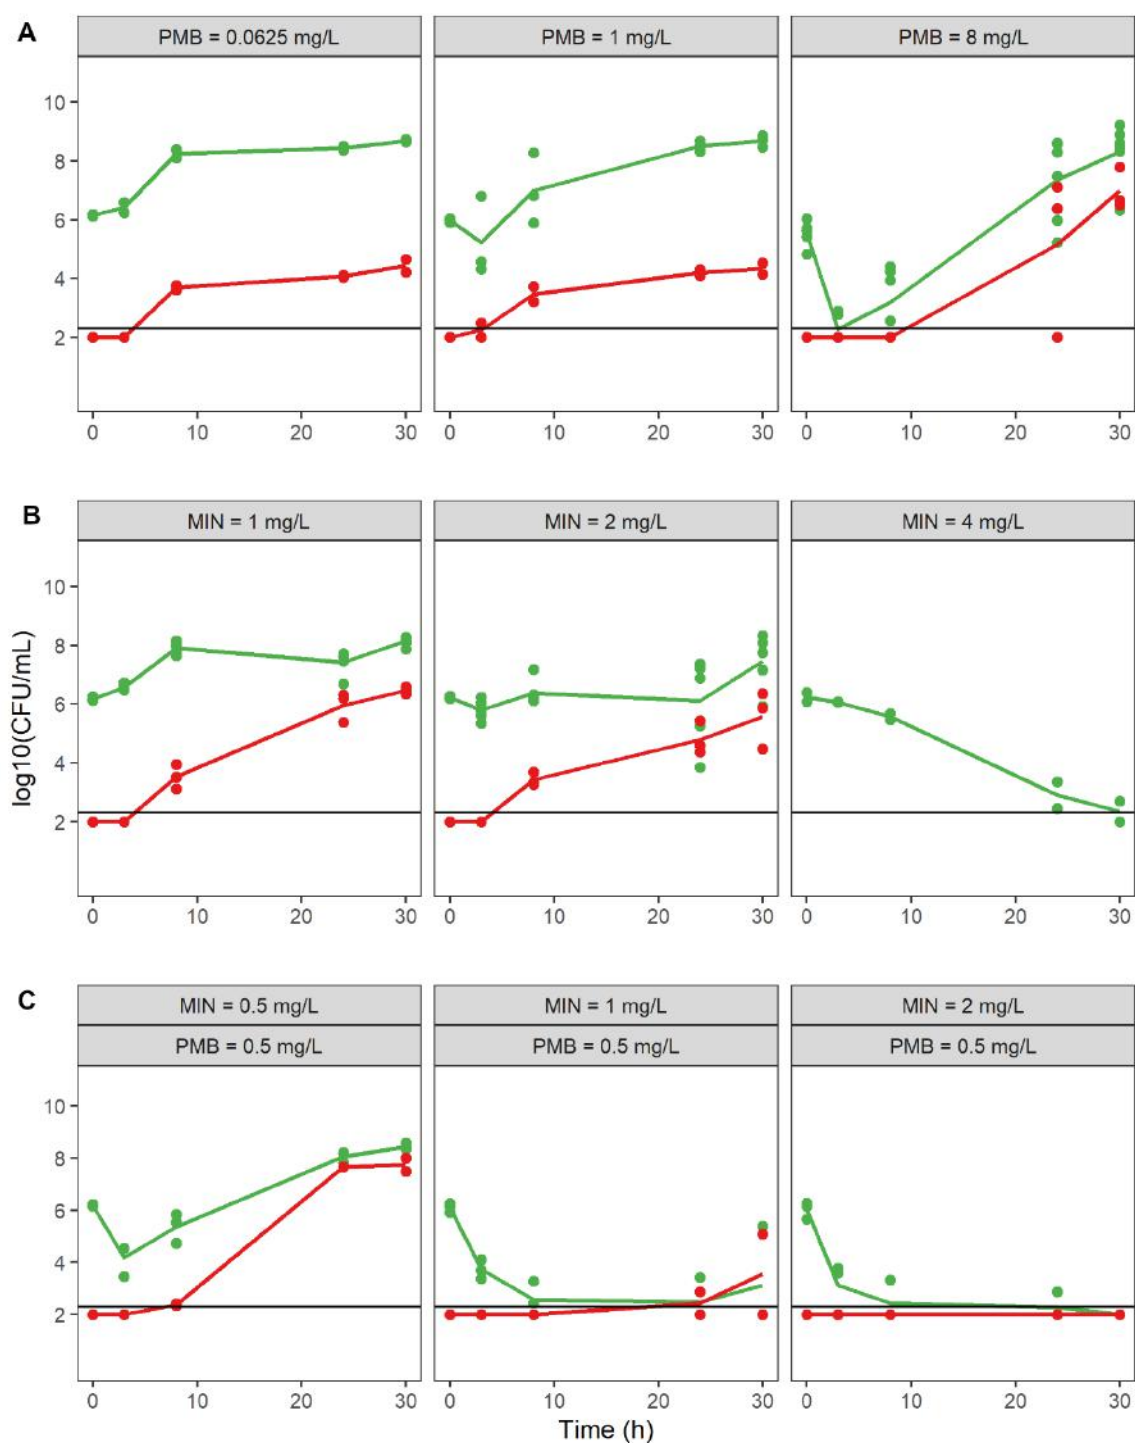 A
PMB = 0.0625 mg/L PMB = 1 mg/L PMB = 8 mg/L
10
8
6
4
2
0 10 20 30 0 10 20 30 0 10 20 30
B
MIN = 1 mg/L MIN = 2 mg/L MIN = 4 mg/L
log10(CFU/mL)
10
8
6
4
2
0 10 20 30 0 10 20 30 0 10 20 30
C
MIN = 0.5 mg/L MIN = 1 mg/L MIN = 2 mg/L
PMB = 0.5 mg/L PMB = 0.5 mg/L PMB = 0.5 mg/L
10
8
6
4
2
0 10 20 30 0 10 20 30 0 10 20 30
Time (h)